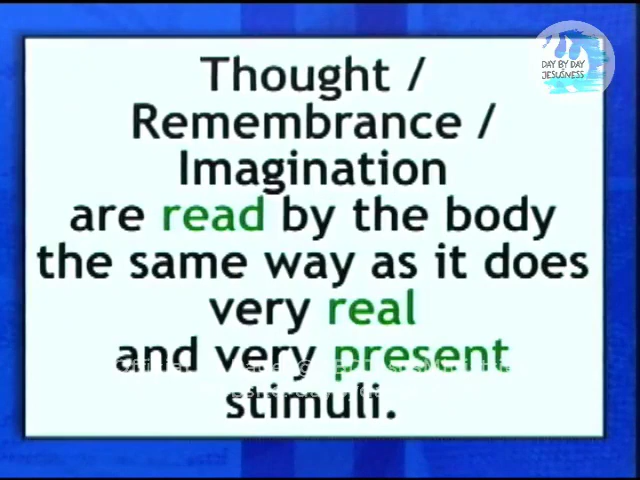 DAY BY DAY
JESUSNESS
Thought /
Remembrance /
Imagination
are read by the body
the same way as it does
very real
and very present
stimuli.